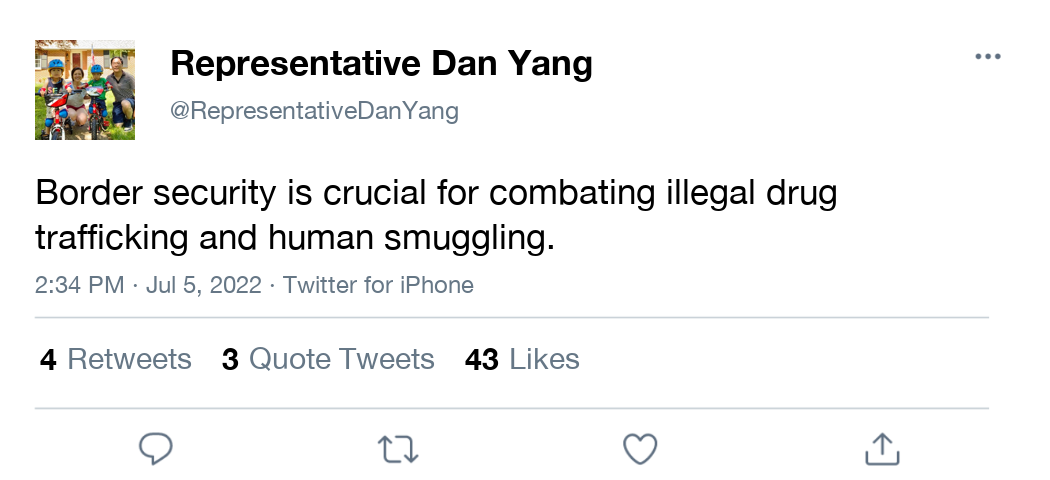 Representative Dan Yang
@RepresentativeDanYang
Border security is crucial for combating illegal drug
trafficking and human smuggling.
2:34 PM · Jul 5, 2022 · Twitter for iPhone
4 Retweets 3 Quote Tweets 43 Likes